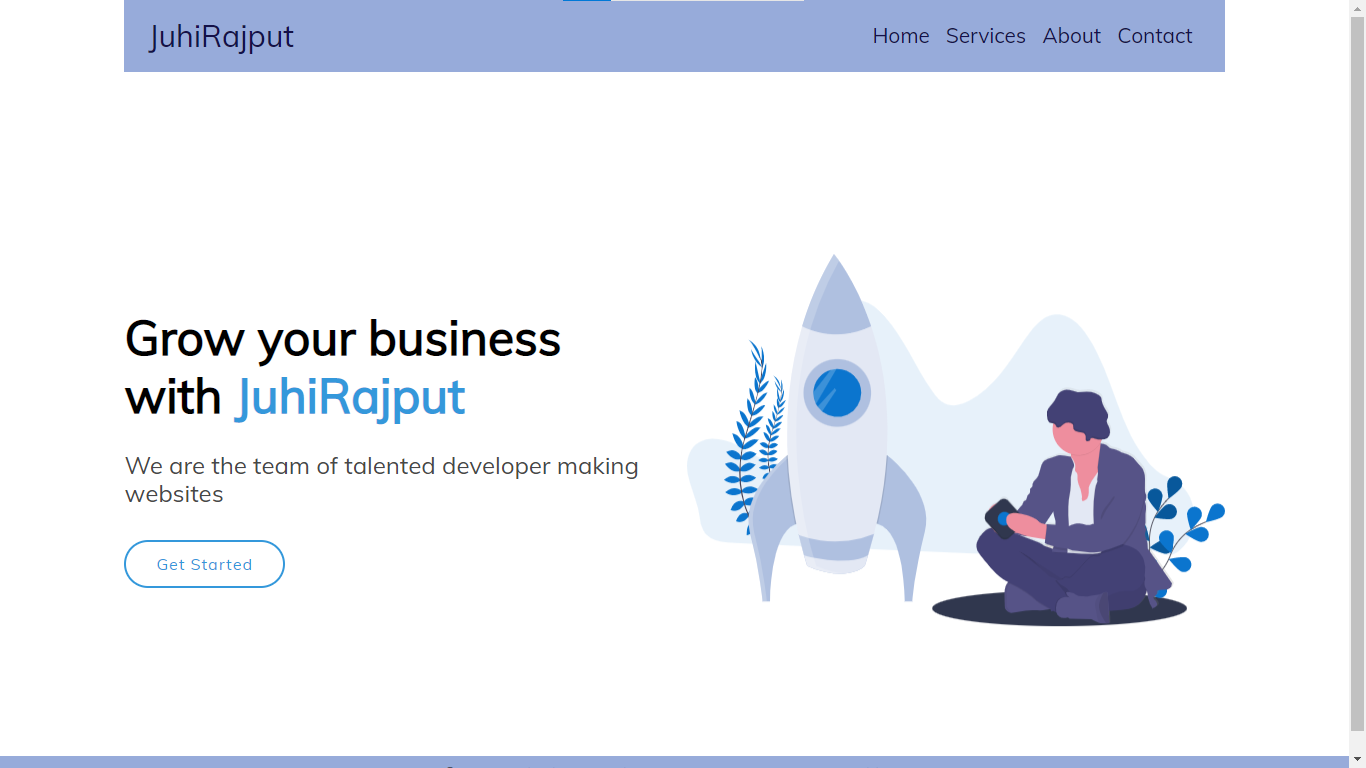 JuhiRajput
Home Services About Contact
Grow your business
with JuhiRajput
We are the team of talented developer making
websites
Get Started